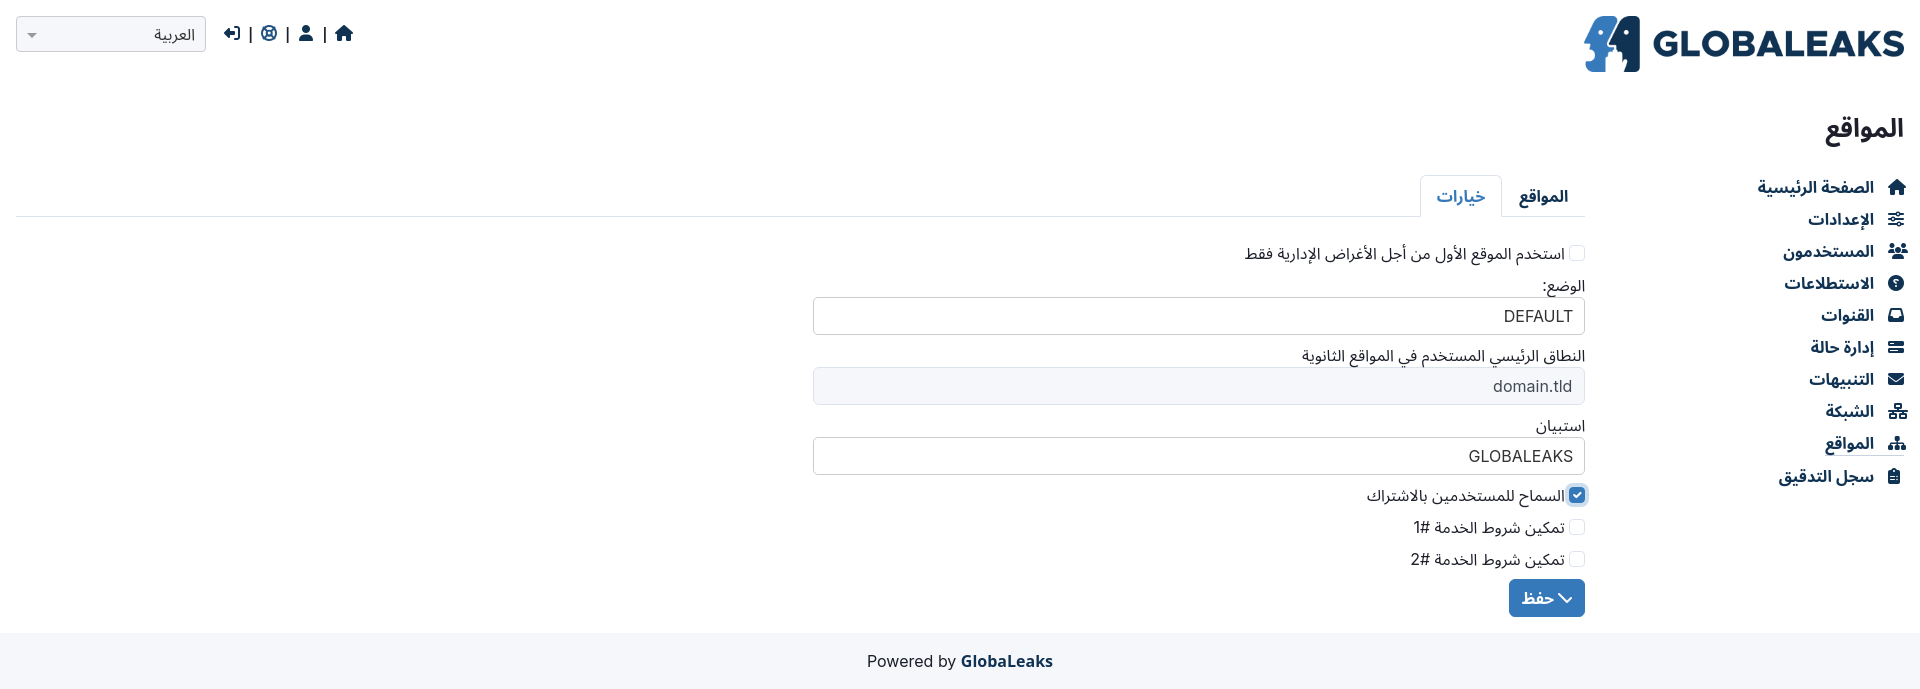 GLOBALEAKS
العربية
المواقع
الصفحة الرئيسية
الإعدادات
المستخدمون
الاستطلاعات
القنوات
إدارة حالة
التنبيهات
الشبكة
المواقع
سجل التدقيق
المواقع
خيارات
استخدم الموقع الأول من أجل الأغراض الإدارية فقط
الوضع:
DEFAULT
النطاق الرئيسي المستخدم في المواقع الثانوية
domain.tld
استبيان
GLOBALEAKS
السماح للمستخدمين بالاشتراك
تمكين شروط الخدمة #1
تمكين شروط الخدمة #2
حفظ
Powered by GlobaLeaks